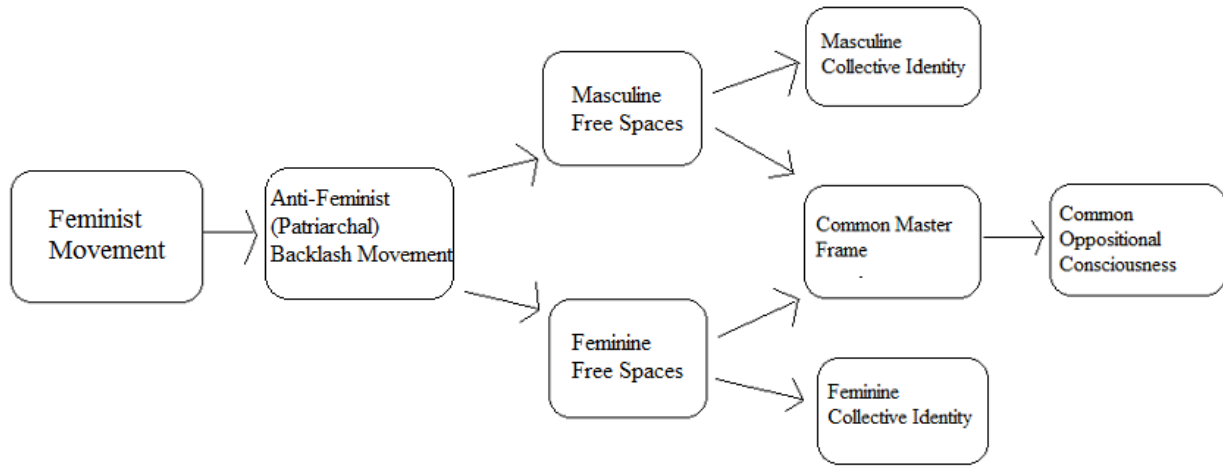 Feminist
Movement
Anti-Feminist
(Patriarchal)
Backlash Movement
Masculine
Free Spaces
Feminine
Free Spaces
Masculine
Collective Identity
Common Master
Frame
Feminine
Collective Identity
Common
Oppositional
Consciousness